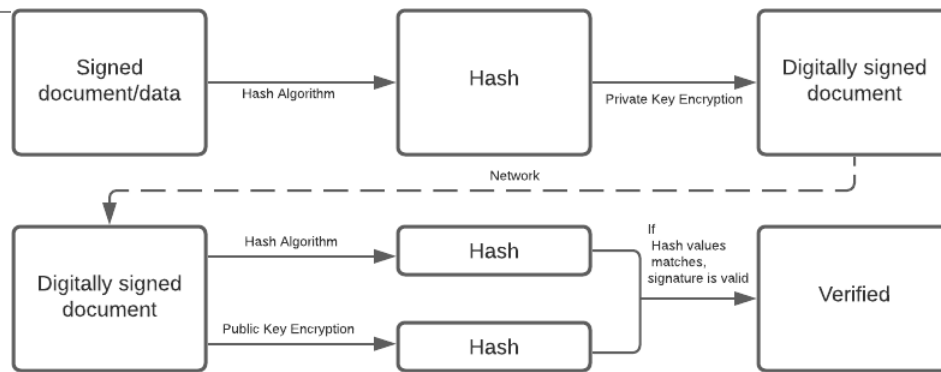 Signed
document/data
Hash Algorithm
Hash
Private Key Encryption
Digitally signed
document
Network
Digitally signed
document
Hash Algorithm
Hash
Public Key Encryption
Hash
If
Hash values
matches,
signature is valid
Verified